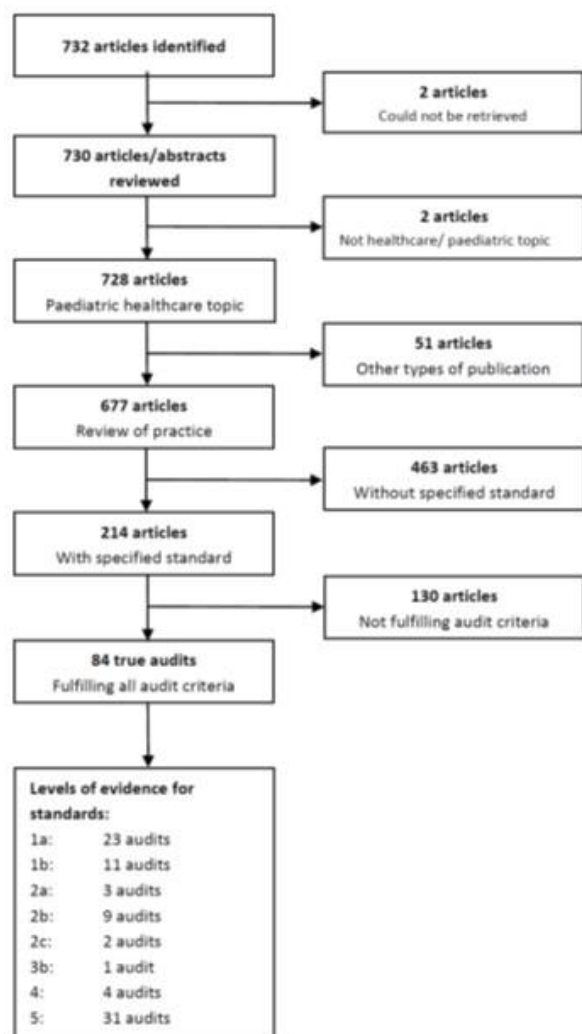 732 articles identified
2 articles
Could not be retrieved
730 articles/abstracts
reviewed
2 articles
Not healthcare/ paediatric topic
728 articles
Paediatric healthcare topic
51 articles
Other types of publication
677 articles
Review of practice
463 articles
Without specified standard
214 articles
With specified standard
130 articles
Not fulfilling audit criteria
84 true audits
Fulfilling all audit criteria
Levels of evidence for
standards:
1a: 23 audits
1b: 11 audits
2a: 3 audits
2b: 9 audits
2c: 2 audits
3b: 1 audit
4: 4 audits
5: 31 audits